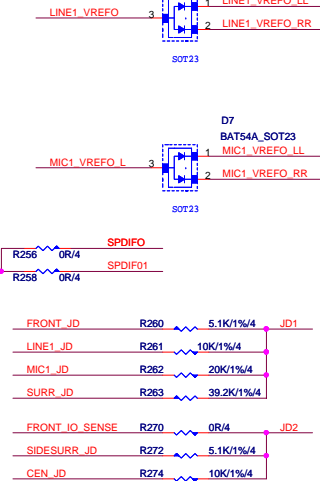 LINE1_VREFO_LL
LINE1_VREFO 3 1
2 LINE1_VREFO_RR
SOT23
D7
BAT54A_SOT23
MIC1_VREFO_L 3 1 MIC1_VREFO_LL
2 MIC1_VREFO_RR
SOT23
SPDIFO
R256 0R/4
SPDIF01
R258 0R/4
FRONT_JD R260 5.1K/1%/4 JD1
LINE1_JD R261 10K/1%/4
MIC1_JD R262 20K/1%/4
SURR_JD R263 39.2K/1%/4
FRONT_IO_SENSE R270 0R/4 JD2
SIDESURR_JD R272 5.1K/1%/4
CEN_JD R274 10K/1%/4